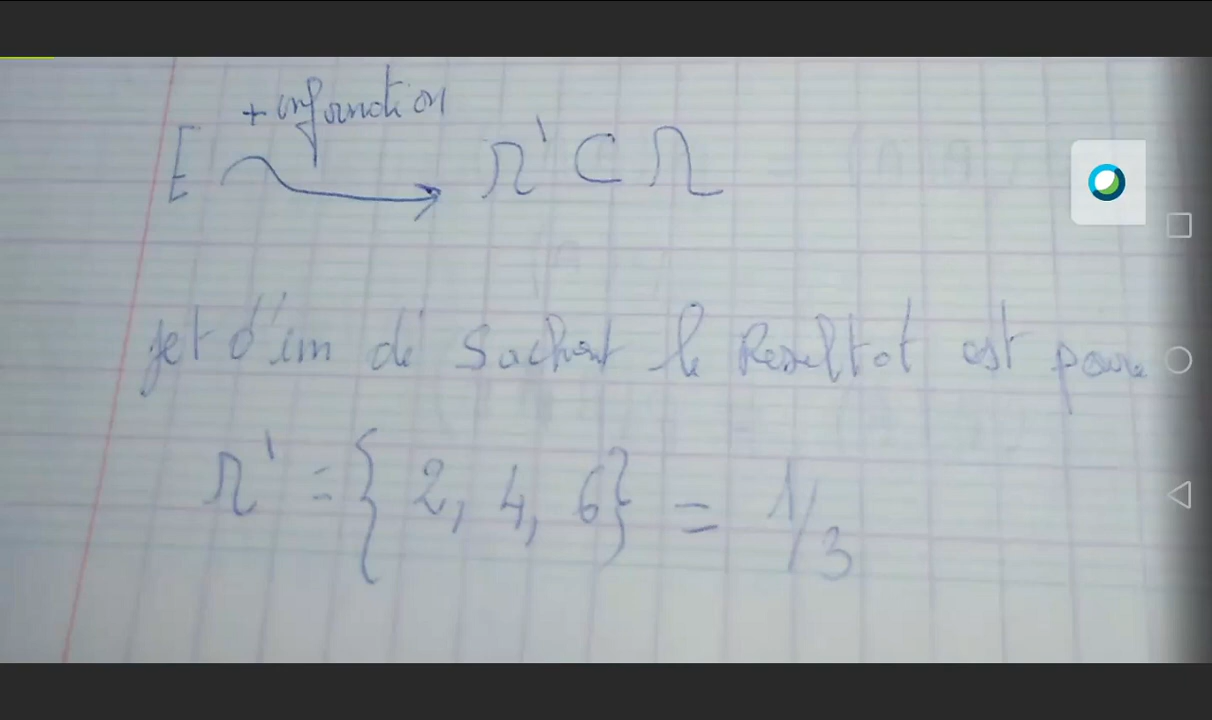 + information
E → Ω' ⊂ Ω
Jet d'un dé Sachant le Resultat est paire
Ω' = { 2, 4, 6} = 1/3